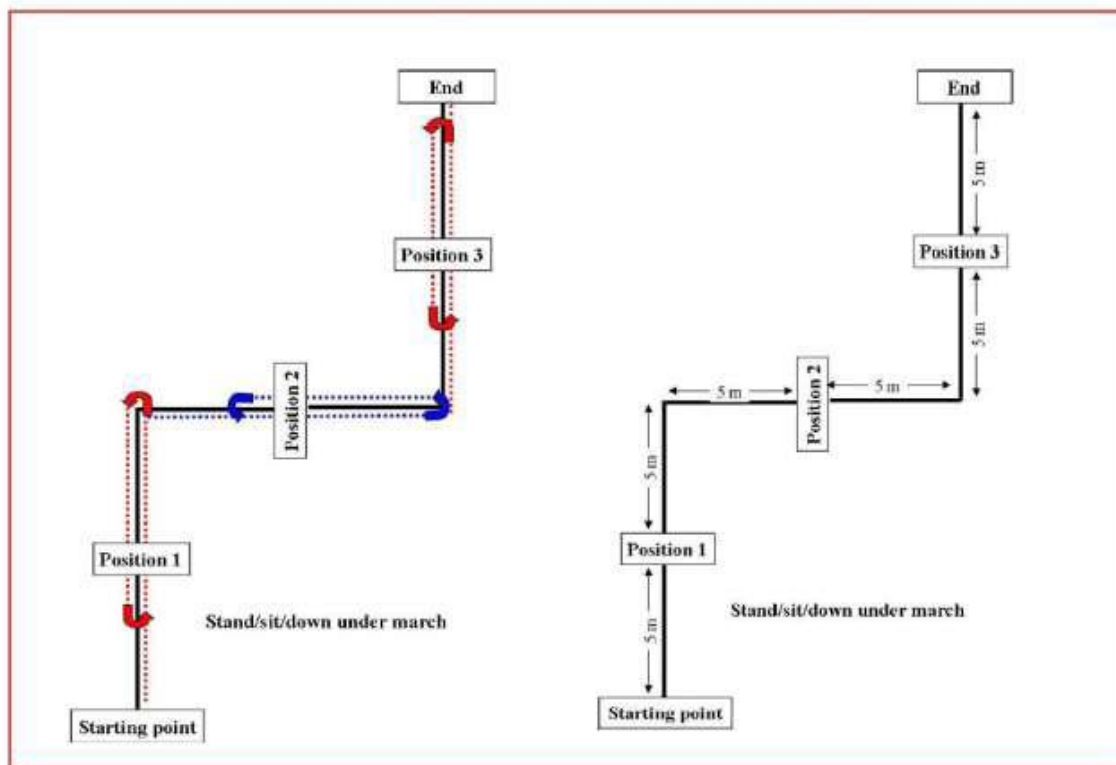 End
Position 3
Position 2
Position 1
Stand/sit/down under march
Starting point
End
5 m
Position 3
5 m
5 m
5 m
Position 2
5 m
Position 1
Stand/sit/down under march
5 m
Starting point